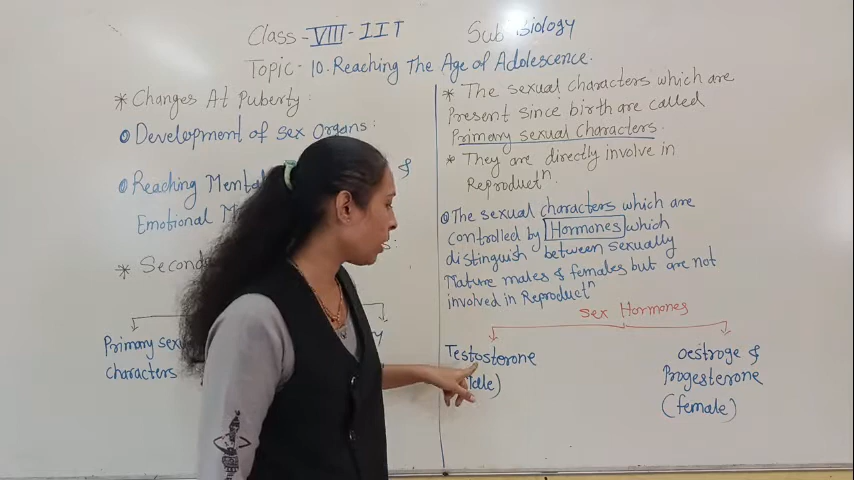 Class - VIII - IIT Sub Biology
Topic - 10. Reaching The Age of Adolescence.
* Changes At Puberty :
Development of sex Organs :
Reaching Mental &
Emotional
* Second
Primary sexu
characters
* The sexual characters which are
Present since birth are called
Primary sexual characters.
* They are directly involve in
Reproductⁿ.
The sexual characters which are
controlled by Hormones which
distinguish between sexually
Mature males & females but are not
involved in Reproductⁿ
sex Hormones
Testosterone
ale)
oestroge &
Progesterone
(female)